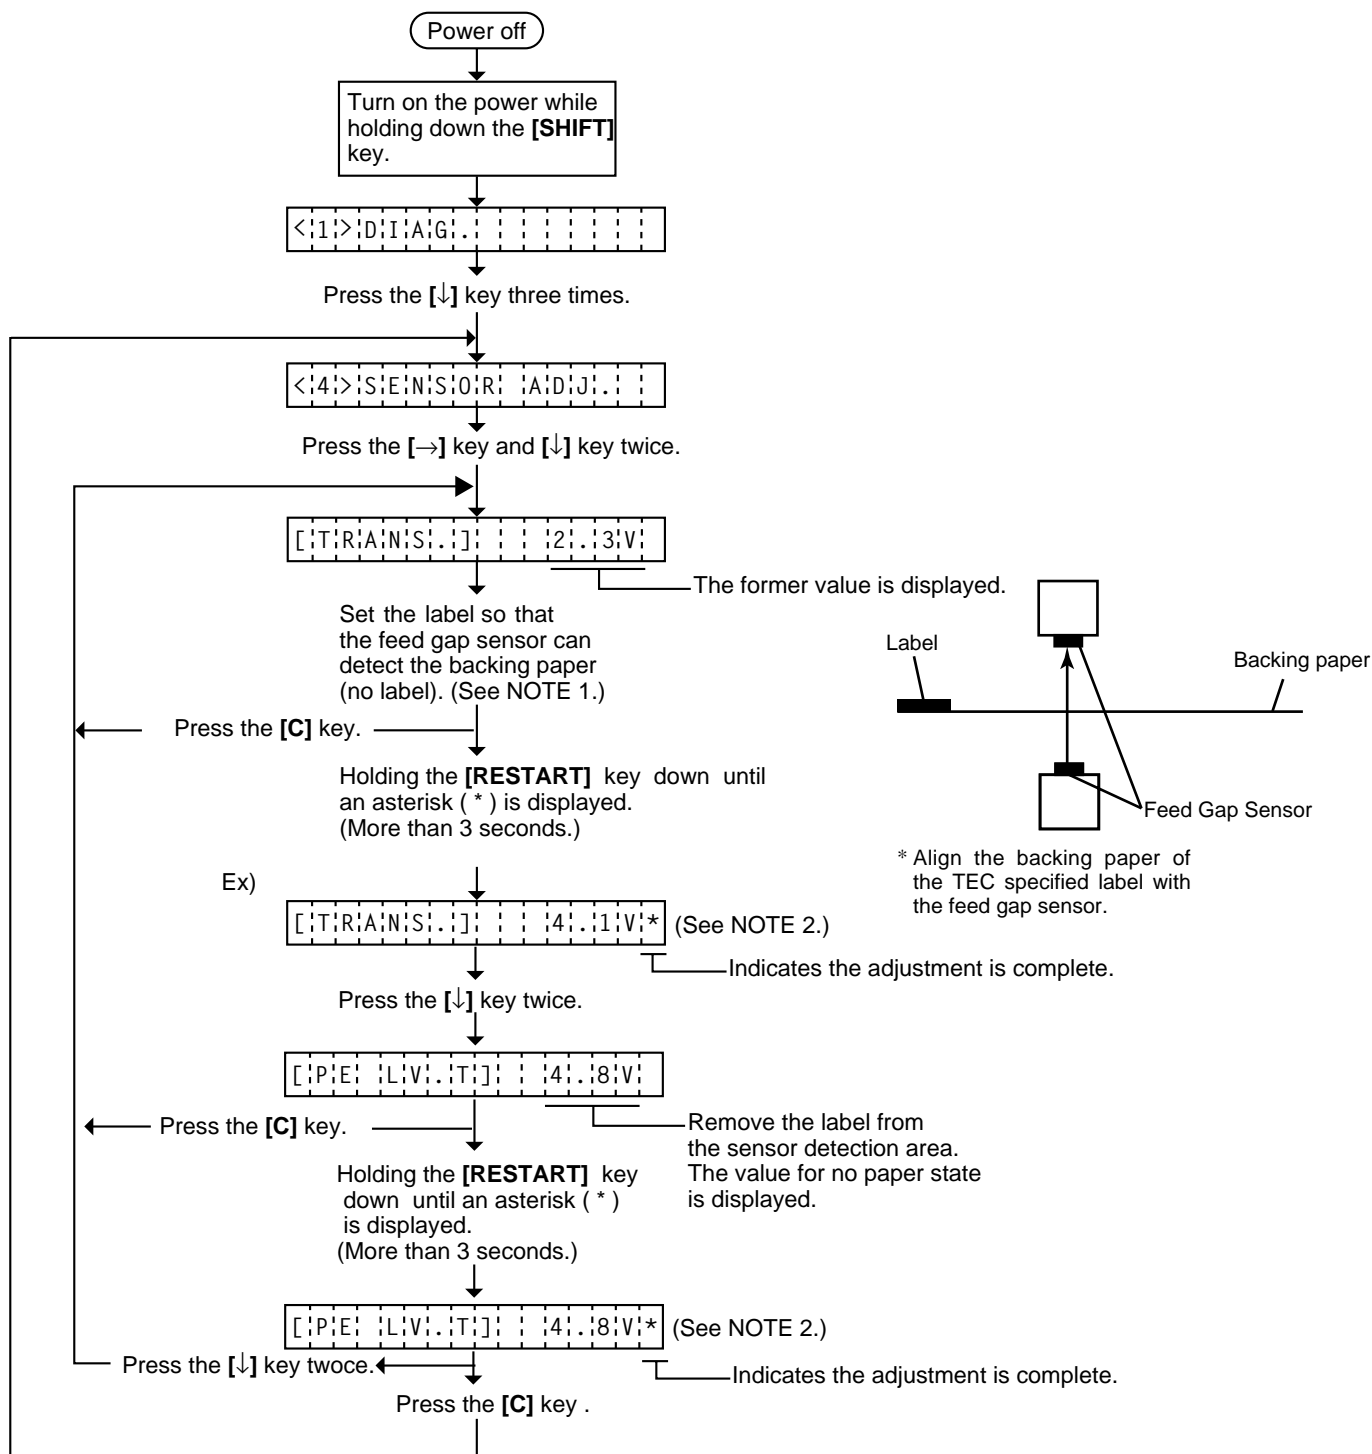 Power off
Turn on the power while
holding down the [SHIFT]
key.
<1>DIAG.
Press the [↓] key three times.
<4>SENSOR ADJ.
Press the [→] key and [↓] key twice.
[TRANS.]   2.3V
The former value is displayed.
Set the label so that
the feed gap sensor can
detect the backing paper
(no label). (See NOTE 1.)
Label
Backing paper
Feed Gap Sensor
* Align the backing paper of
the TEC specified label with
the feed gap sensor.
Press the [C] key.
Holding the [RESTART] key down until
an asterisk ( * ) is displayed.
(More than 3 seconds.)
Ex)
[TRANS.]   4.1V* (See NOTE 2.)
Indicates the adjustment is complete.
Press the [↓] key twice.
[PE LV.T]   4.8V
Remove the label from
the sensor detection area.
The value for no paper state
is displayed.
Press the [C] key.
Holding the [RESTART] key
down until an asterisk ( * )
is displayed.
(More than 3 seconds.)
[PE LV.T]   4.8V* (See NOTE 2.)
Indicates the adjustment is complete.
Press the [↓] key twoce.
Press the [C] key .